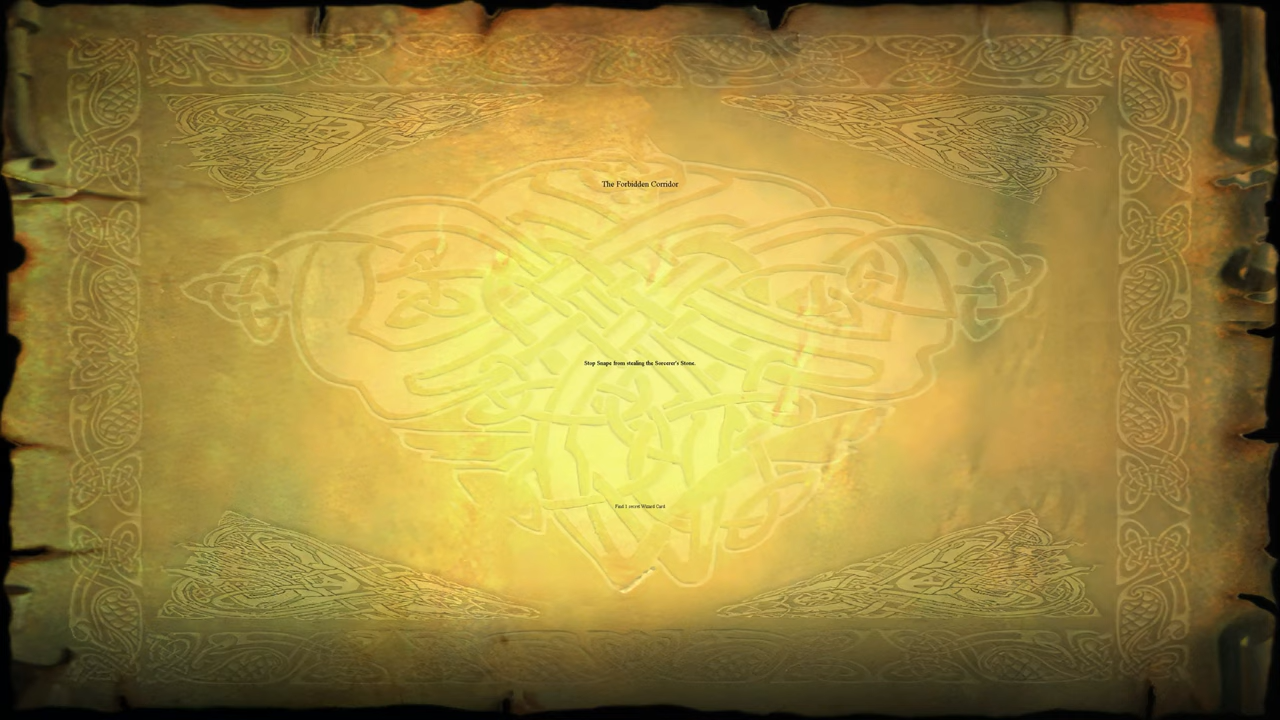 The Forbidden Corridor
Stop Snape from stealing the Sorcerer's Stone.
Find 1 secret Wizard Card